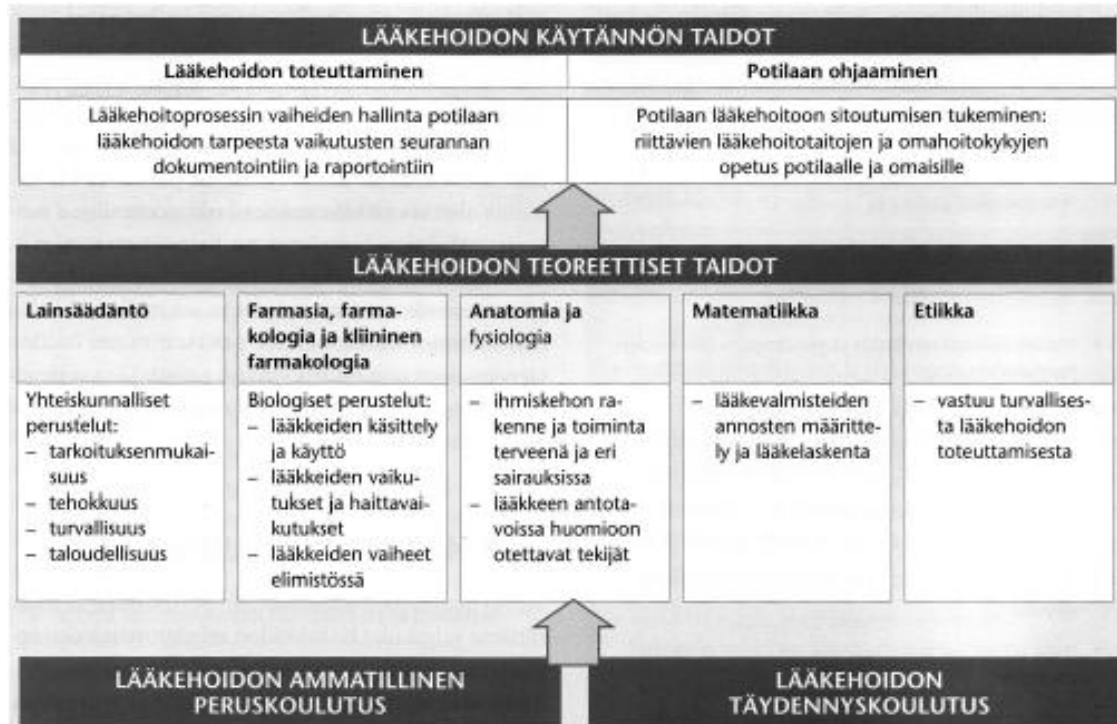 LÄÄKEHOIDON KÄYTÄNNÖN TAIDOT
Lääkehoidon toteuttaminen
Lääkehoitoprosessin vaiheiden hallinta potilaan
lääkehoidon tarpeesta vaikutusten seurannan
dokumentointiin ja raportointiin
Potilaan ohjaaminen
Potilaan lääkehoitoon sitoutumisen tukeminen:
riittävien lääkehoitotaitojen ja omahoitokykyjen
opetus potilaalle ja omaisille
LÄÄKEHOIDON TEOREETTISET TAIDOT
Lainsäädäntö
Yhteiskunnalliset
perustelut:
– tarkoituksenmukai-
suus
– tehokkuus
– turvallisuus
– taloudellisuus
Farmasia, farma-
kologia ja kliininen
farmakologia
Biologiset perustelut:
– lääkkeiden käsittely
ja käyttö
– lääkkeiden vaiku-
tukset ja haittavai-
kutukset
– lääkkeiden vaiheet
elimistössä
Anatomia ja
fysiologia
– ihmiskehon ra-
kenne ja toiminta
terveenä ja eri
sairauksissa
– lääkkeen antota-
voissa huomioon
otettavat tekijät
Matematiikka
– lääkevalmisteiden
annosten määritte-
ly ja lääkelaskenta
Etiikka
– vastuu turvallises-
ta lääkehoidon
toteuttamisesta
LÄÄKEHOIDON AMMATILLINEN
PERUSKOULUTUS
LÄÄKEHOIDON
TÄYDENNYSKOULUTUS